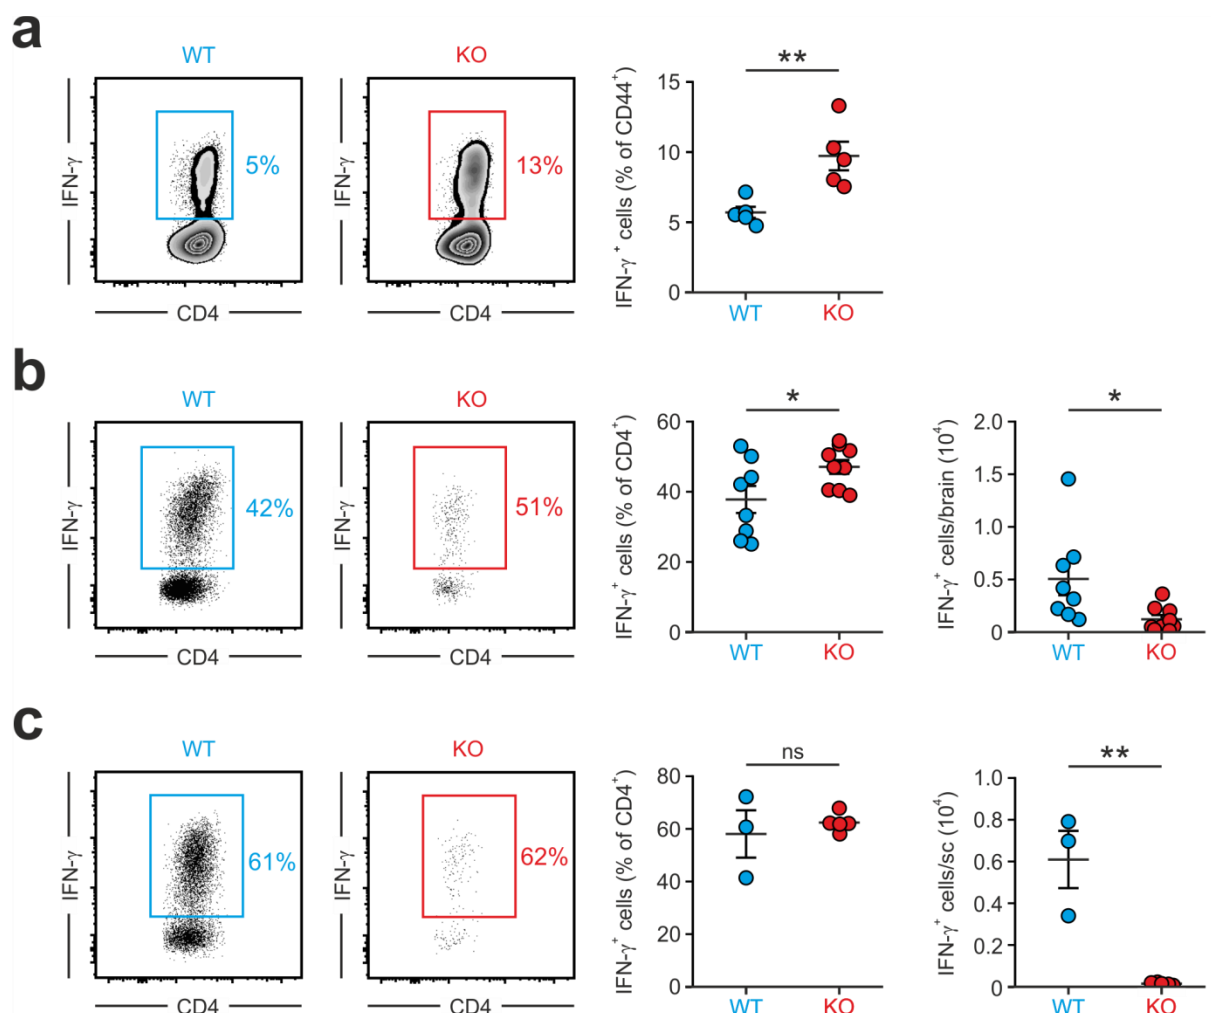 a
WT
KO
IFN-γ
5%
CD4
IFN-γ
13%
CD4
**
IFN-γ⁺ cells (% of CD44⁺)
15
10
5
0
WT
KO
b
WT
KO
IFN-γ
42%
CD4
IFN-γ
51%
CD4
*
IFN-γ⁺ cells (% of CD4⁺)
60
40
20
0
WT
KO
*
IFN-γ⁺ cells/brain (10⁴)
2.0
1.5
1.0
0.5
0
WT
KO
c
WT
KO
IFN-γ
61%
CD4
IFN-γ
62%
CD4
ns
IFN-γ⁺ cells (% of CD4⁺)
80
60
40
20
0
WT
KO
**
IFN-γ⁺ cells/sc (10⁴)
1.0
0.8
0.6
0.4
0.2
0
WT
KO